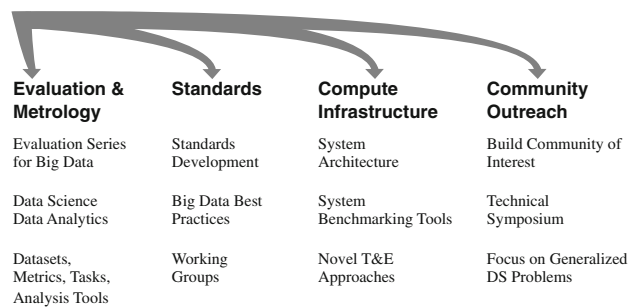 Evaluation &
Metrology
Evaluation Series
for Big Data
Data Science
Data Analytics
Datasets,
Metrics, Tasks,
Analysis Tools
Standards
Standards
Development
Big Data Best
Practices
Working
Groups
Compute
Infrastructure
System
Architecture
System
Benchmarking Tools
Novel T&E
Approaches
Community
Outreach
Build Community of
Interest
Technical
Symposium
Focus on Generalized
DS Problems